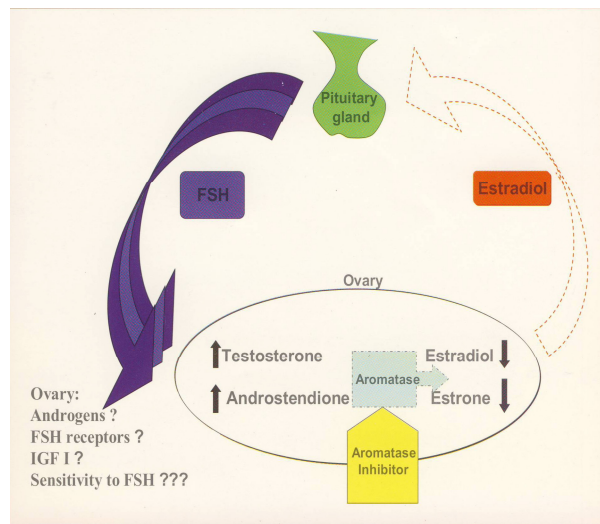 Pituitary
gland
FSH
Estradiol
Ovary
Testosterone
Estradiol
Aromatase
Androstendione
Estrone
Aromatase
Inhibitor
Ovary:
Androgens ?
FSH receptors ?
IGF I ?
Sensitivity to FSH ???